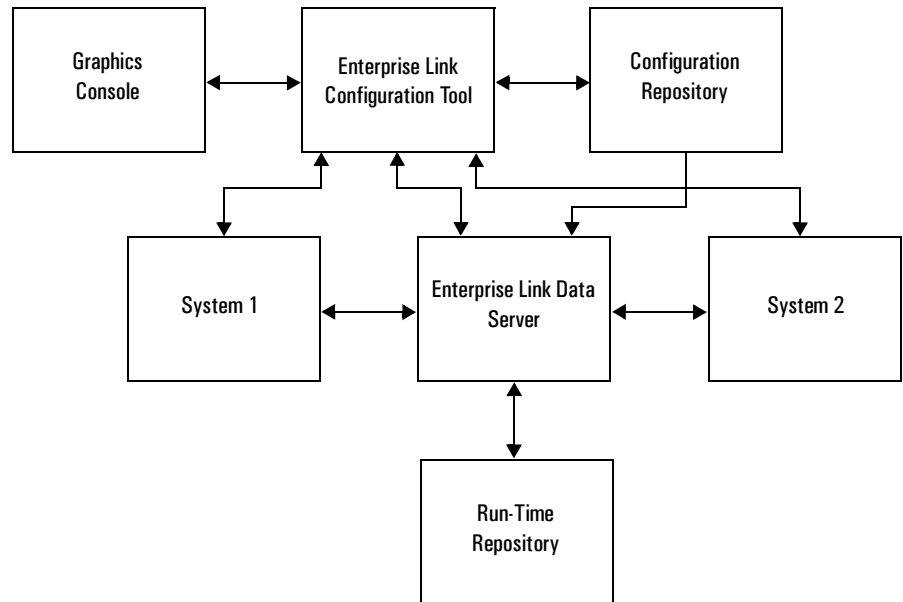 Graphics
Console
Enterprise Link
Configuration Tool
Configuration
Repository
System 1
Enterprise Link Data
Server
System 2
Run-Time
Repository